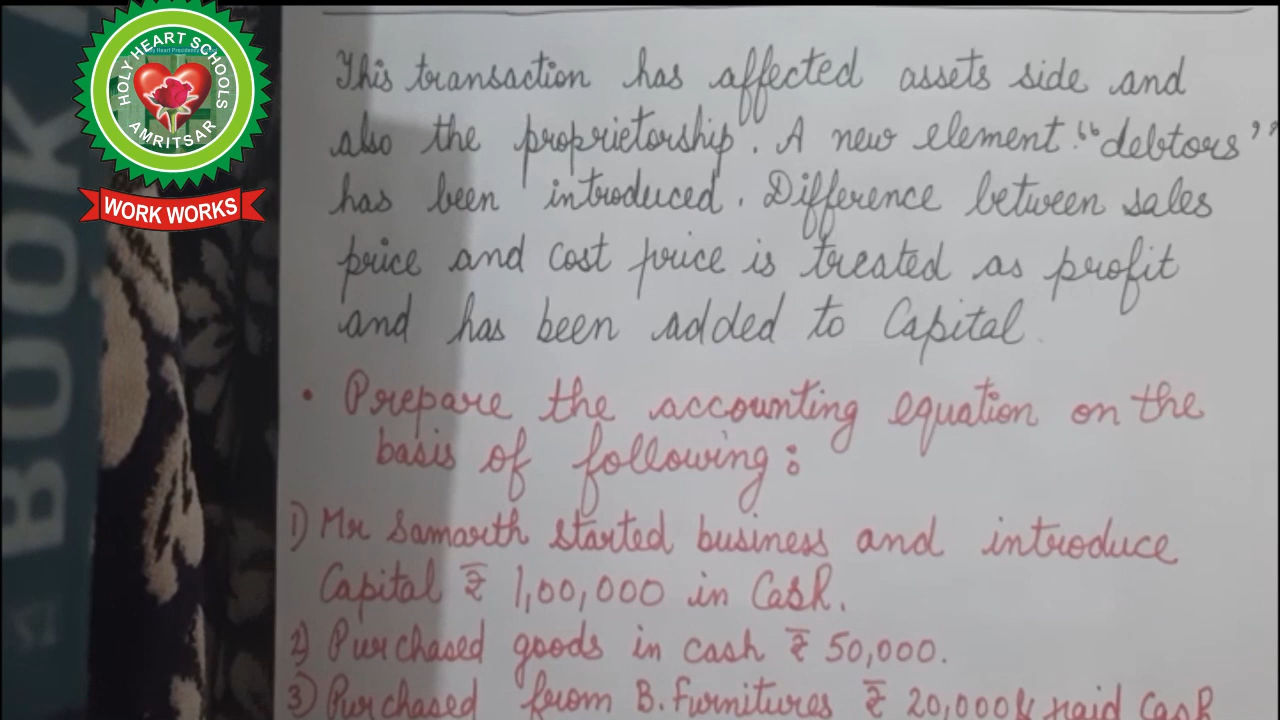 HOLY HEART SCHOOLS
AMRITSAR
WORK WORKS
BOOK
This transaction has affected assets side and
also the proprietorship. A new element "debtors"
has been introduced. Difference between sales
price and cost price is treated as profit
and has been added to Capital.
• Prepare the accounting equation on the
basis of following:
1) Mr Samarth started business and introduce
Capital ₹ 1,00,000 in Cash.
2) Purchased goods in cash ₹ 50,000.
3) Purchased from B. Furnitures ₹ 20,000 & paid Cash